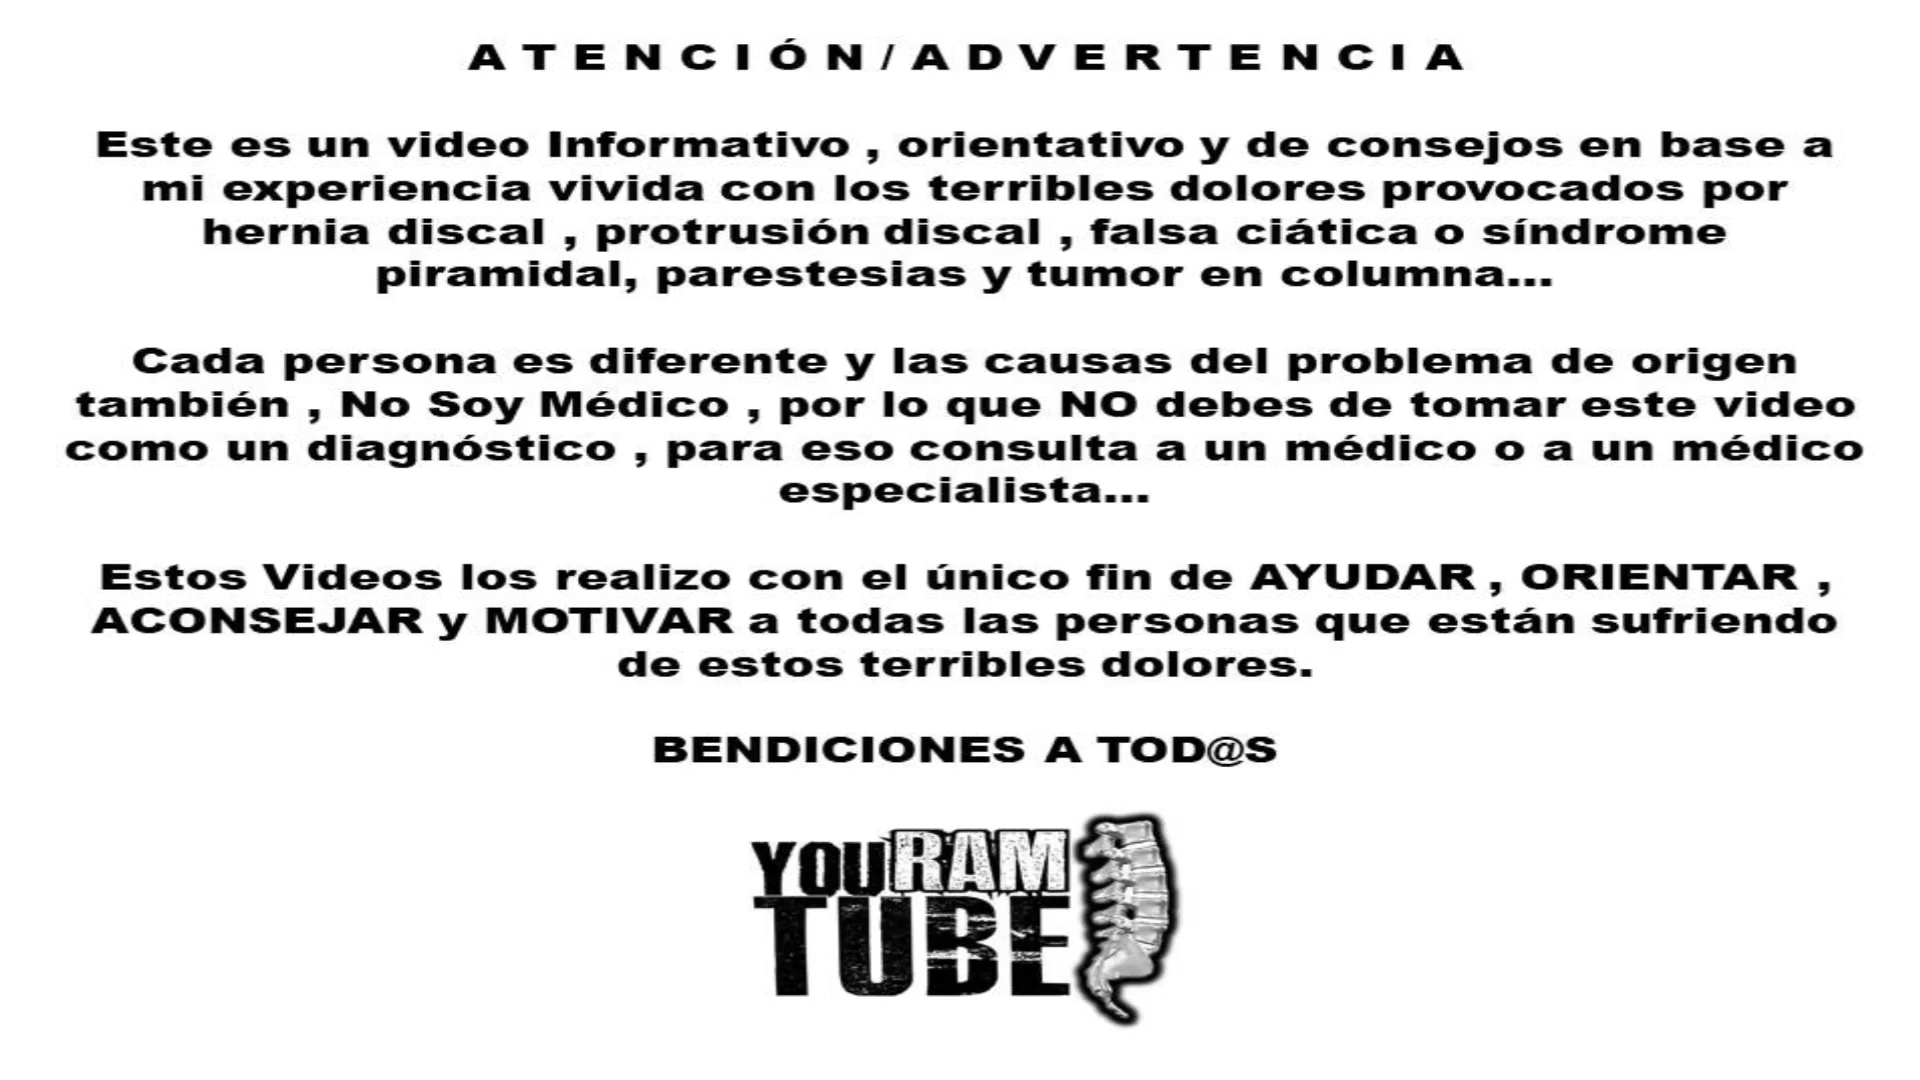 ATENCIÓN/ADVERTENCIA
Este es un video Informativo , orientativo y de consejos en base a
mi experiencia vivida con los terribles dolores provocados por
hernia discal , protrusión discal , falsa ciática o síndrome
piramidal, parestesias y tumor en columna...
Cada persona es diferente y las causas del problema de origen
también , No Soy Médico , por lo que NO debes de tomar este video
como un diagnóstico , para eso consulta a un médico o a un médico
especialista...
Estos Videos los realizo con el único fin de AYUDAR , ORIENTAR ,
ACONSEJAR y MOTIVAR a todas las personas que están sufriendo
de estos terribles dolores.
BENDICIONES A TOD@S
YOURAM
TUBE